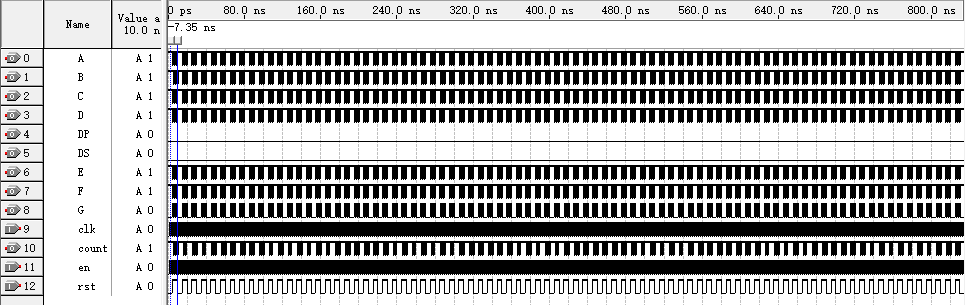 Name Value a 10.0 n
0 ps 80.0 ns 160.0 ns 240.0 ns 320.0 ns 400.0 ns 480.0 ns 560.0 ns 640.0 ns 720.0 ns 800.0 ns
-7.35 ns
0 A A 1
1 B A 1
2 C A 1
3 D A 1
4 DP A 0
5 DS A 0
6 E A 1
7 F A 1
8 G A 0
9 clk A 0
10 count A 1
11 en A 0
12 rst A 0